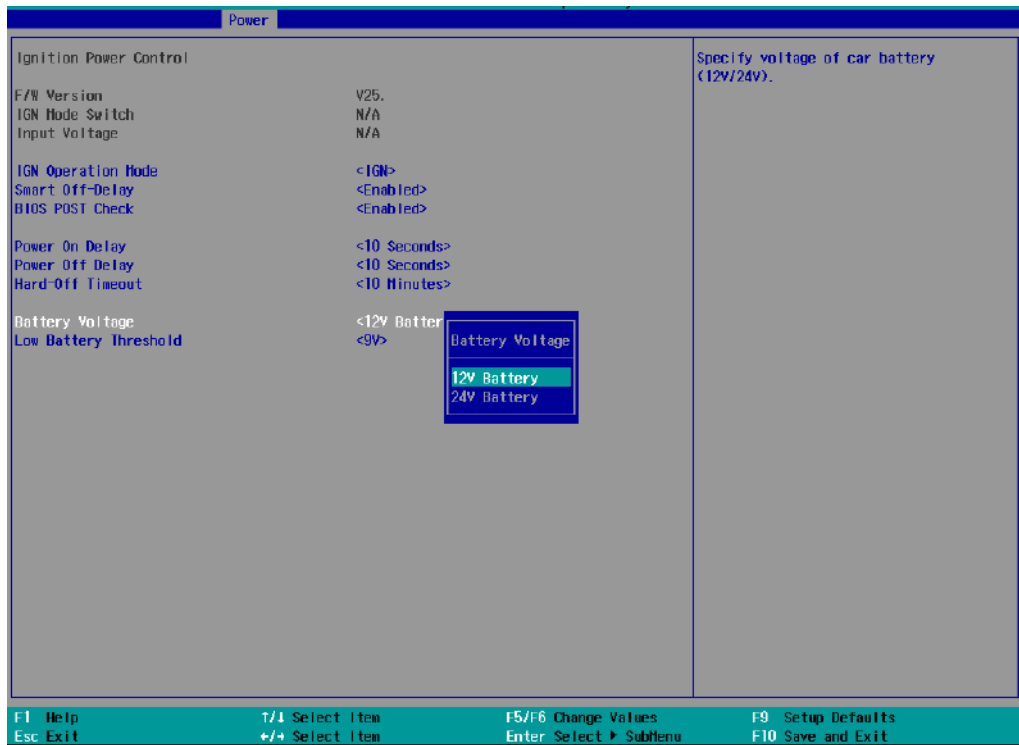 Power
Ignition Power Control
Specify voltage of car battery
(12V/24V).
F/W Version V25.
IGN Mode Switch N/A
Input Voltage N/A
IGN Operation Mode <IGN>
Smart Off-Delay <Enabled>
BIOS POST Check <Enabled>
Power On Delay <10 Seconds>
Power Off Delay <10 Seconds>
Hard-Off Timeout <10 Minutes>
Battery Voltage <12V Batter
Low Battery Threshold <9V>
Battery Voltage
12V Battery
24V Battery
F1 Help ↑/↓ Select Item F5/F6 Change Values F9 Setup Defaults
Esc Exit ←/→ Select Item Enter Select ▶ SubMenu F10 Save and Exit